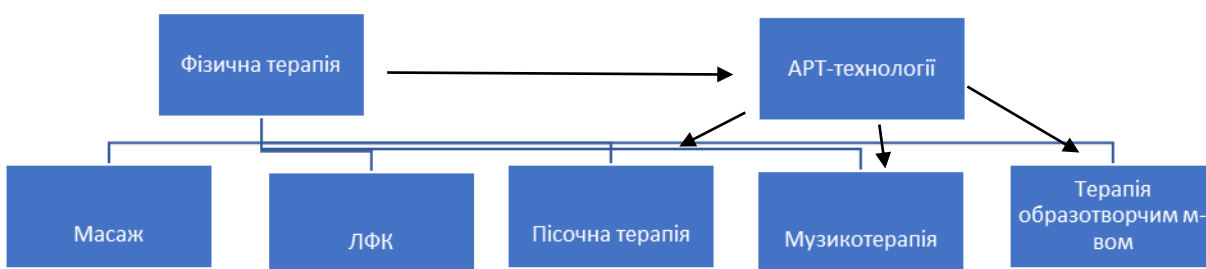 Фізична терапія
АРТ-технології
Масаж
ЛФК
Пісочна терапія
Музикотерапія
Терапія
образотворчим м-
вом